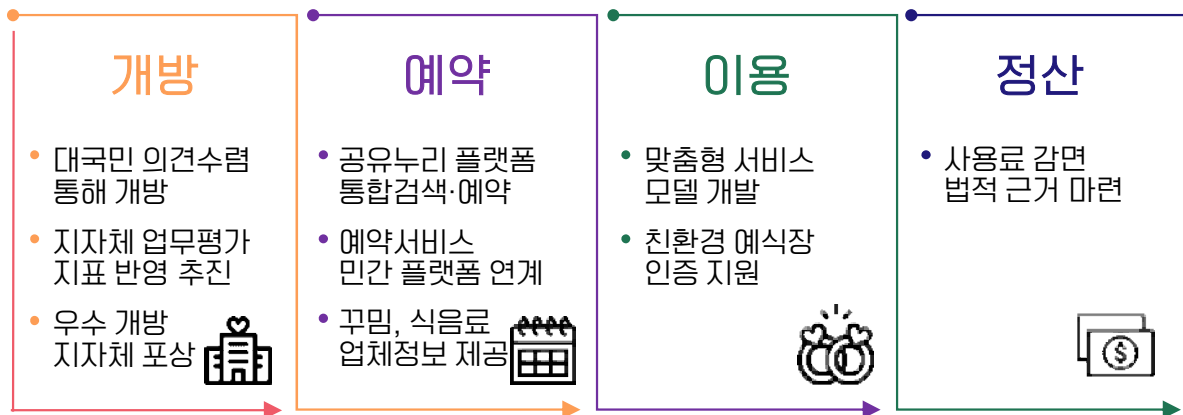 개방
• 대국민 의견수렴
통해 개방
• 지자체 업무평가
지표 반영 추진
• 우수 개방
지자체 포상
예약
• 공유누리 플랫폼
통합검색·예약
• 예약서비스
민간 플랫폼 연계
• 꾸밈, 식음료
업체정보 제공
이용
• 맞춤형 서비스
모델 개발
• 친환경 예식장
인증 지원
정산
• 사용료 감면
법적 근거 마련
$